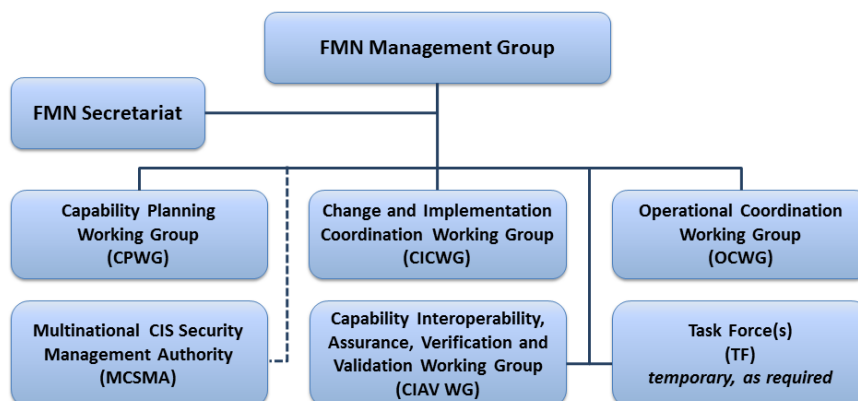 FMN Management Group
FMN Secretariat
Capability Planning
Working Group
(CPWG)
Change and Implementation
Coordination Working Group
(CICWG)
Operational Coordination
Working Group
(OCWG)
Multinational CIS Security
Management Authority
(MCSMA)
Capability Interoperability,
Assurance, Verification and
Validation Working Group
(CIAV WG)
Task Force(s)
(TF)
temporary, as required